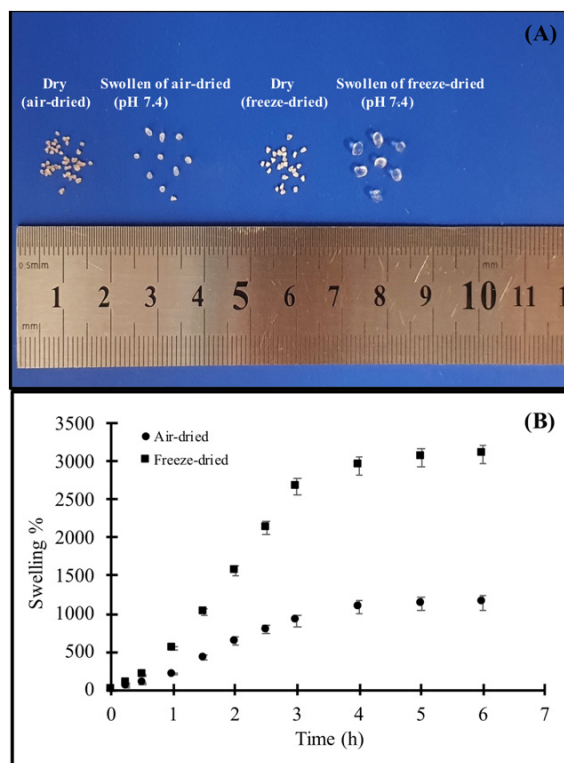 (A)
Dry
(air-dried)
Swollen of air-dried
(pH 7.4)
Dry
(freeze-dried)
Swollen of freeze-dried
(pH 7.4)
0.5mm
mm
1 2 3 4 5 6 7 8 9 10 11
mm
(B)
3500
3000
2500
2000
1500
1000
500
0
Swelling %
Air-dried
Freeze-dried
0 1 2 3 4 5 6 7
Time (h)